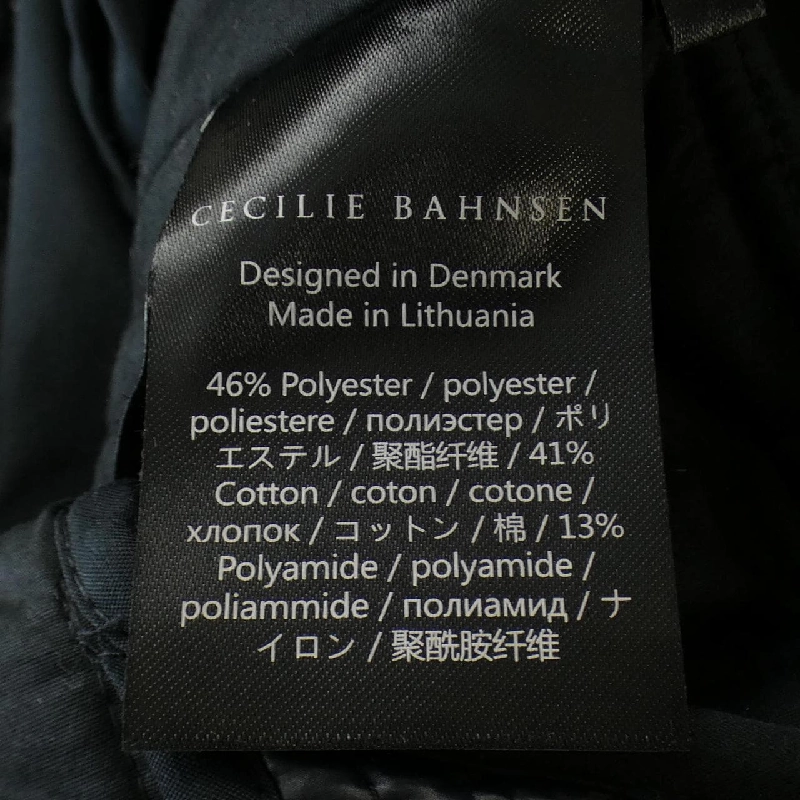 CECILIE BAHNSEN
Designed in Denmark
Made in Lithuania
46% Polyester / polyester /
poliestere / полиэстер / ポリ
エステル / 聚酯纤维 / 41%
Cotton / coton / cotone /
хлопок / コットン / 棉 / 13%
Polyamide / polyamide /
poliammide / полиамид / ナ
イロン / 聚酰胺纤维